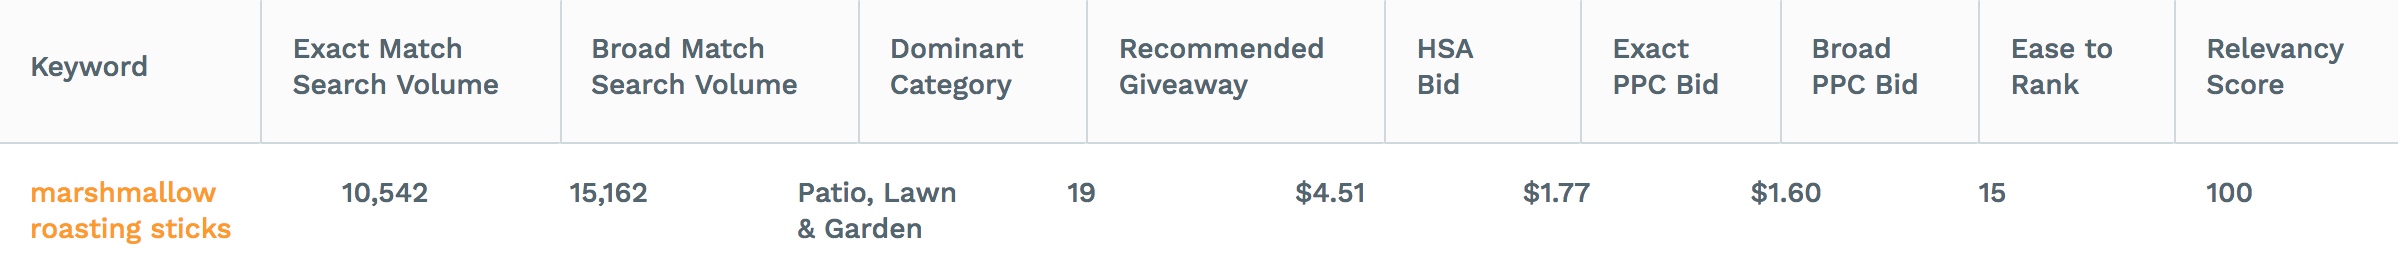 Keyword
Exact Match
Search Volume
Broad Match
Search Volume
Dominant
Category
Recommended
Giveaway
HSA
Bid
Exact
PPC Bid
Broad
PPC Bid
Ease to
Rank
Relevancy
Score
marshmallow
roasting sticks
10,542
15,162
Patio, Lawn
& Garden
19
$4.51
$1.77
$1.60
15
100